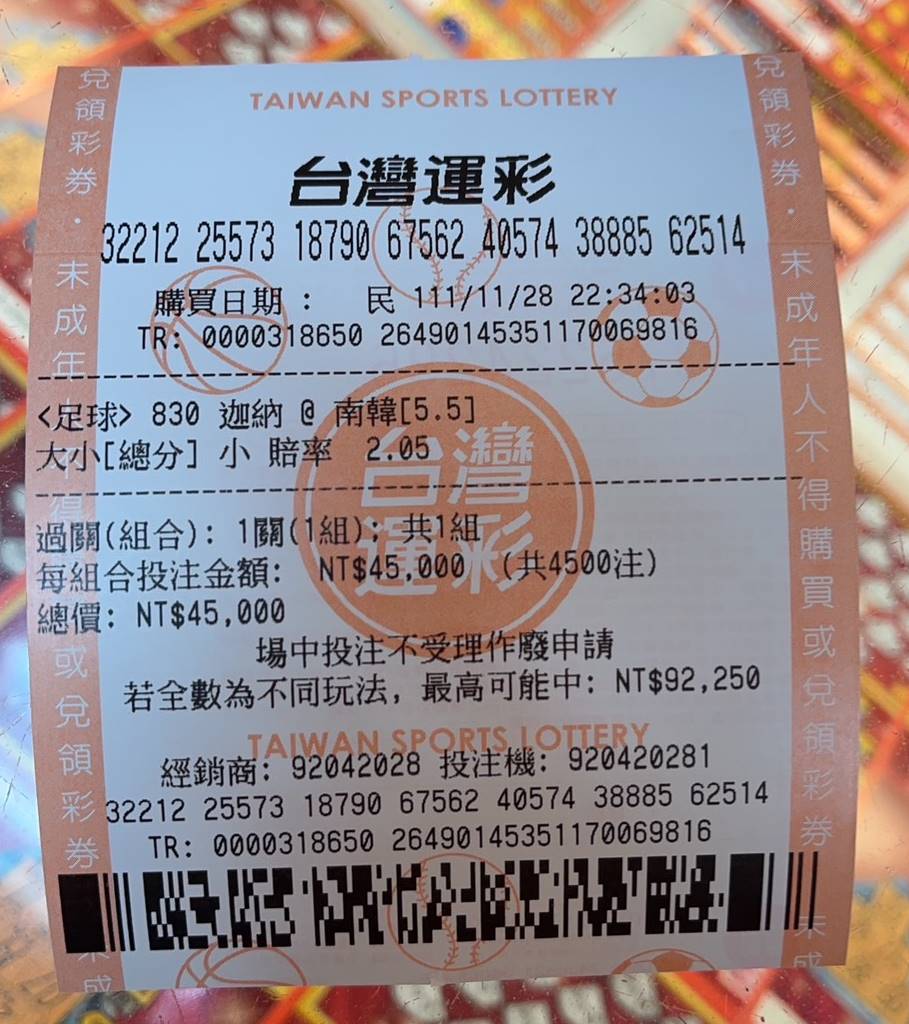 TAIWAN SPORTS LOTTERY
台灣運彩
32212 25573 18790 67562 40574 38885 62514
購買日期： 民 111/11/28 22:34:03
TR: 0000318650 26490145351170069816
<足球> 830 迦納 @ 南韓[5.5]
大小[總分] 小 賠率 2.05
台灣
運彩
過關(組合): 1關(1組); 共1組
每組合投注金額: NT$45,000 (共4500注)
總價: NT$45,000
場中投注不受理作廢申請
若全數為不同玩法, 最高可能中: NT$92,250
TAIWAN SPORTS LOTTERY
經銷商: 92042028 投注機: 920420281
32212 25573 18790 67562 40574 38885 62514
TR: 0000318650 26490145351170069816
兌領彩券・未成年人不得購買或兌領彩券
兌領彩券・未成年人不得購買或兌領彩券・未成